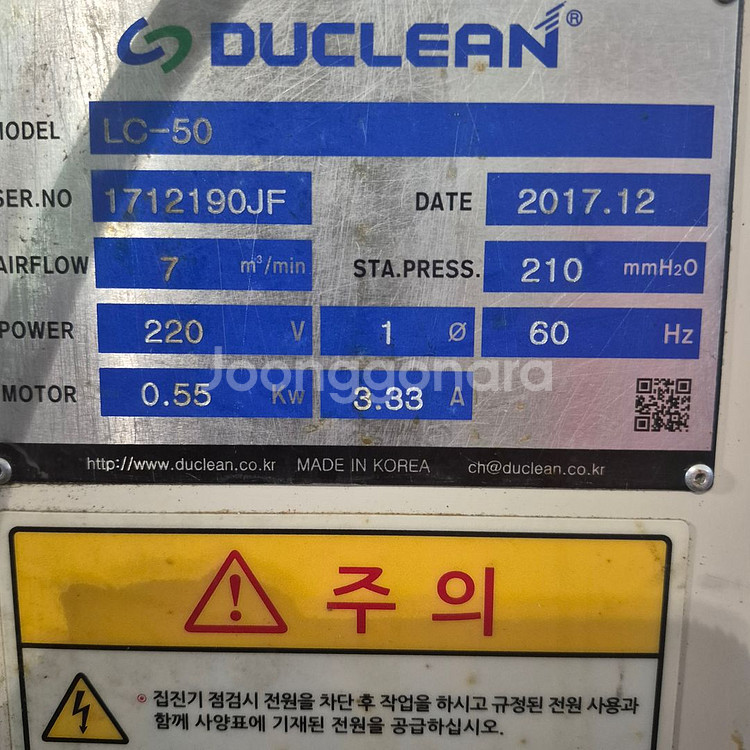 DUCLEAN®
MODEL LC-50
SER.NO 1712190JF DATE 2017.12
AIRFLOW 7 m³/min STA.PRESS. 210 mmH₂O
POWER 220 V 1 Ø 60 Hz
MOTOR 0.55 Kw 3.33 A
Joonggonara
http://www.duclean.co.kr MADE IN KOREA ch@duclean.co.kr
주의
집진기 점검시 전원을 차단 후 작업을 하시고 규정된 전원 사용과
함께 사양표에 기재된 전원을 공급하십시오.